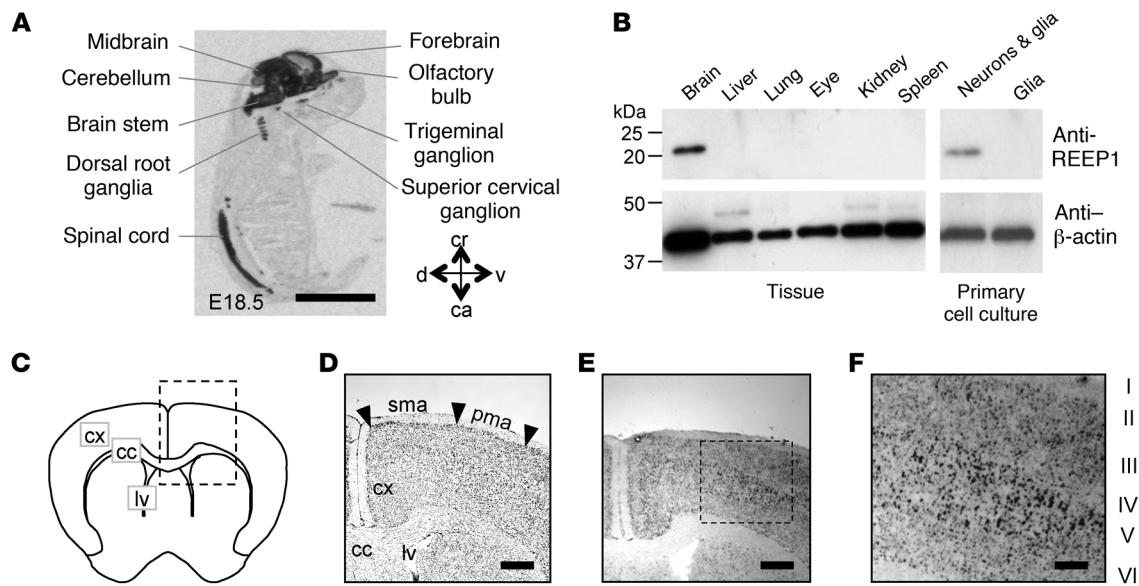 A
Midbrain
Cerebellum
Brain stem
Dorsal root
ganglia
Spinal cord
Forebrain
Olfactory
bulb
Trigeminal
ganglion
Superior cervical
ganglion
E18.5
cr
d
v
ca
B
Brain
Liver
Lung
Eye
Kidney
Spleen
Neurons & glia
Glia
kDa
25
20
Anti-
REEP1
50
37
Anti–
β-actin
Tissue
Primary
cell culture
C
cx
cc
lv
D
sma
pma
cx
cc
lv
E
F
I
II
III
IV
V
VI